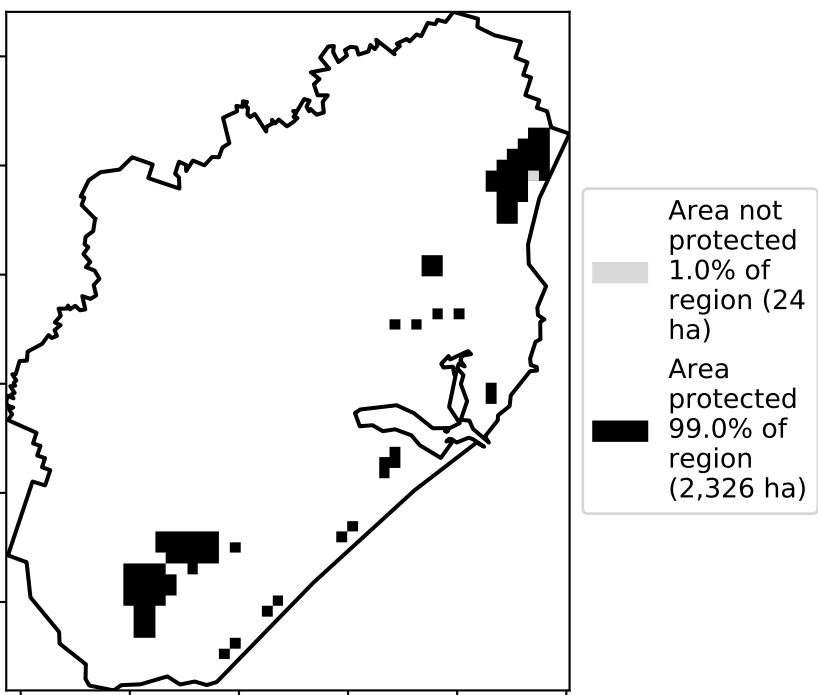 Area not
protected
1.0% of
region (24
ha)
Area
protected
99.0% of
region
(2,326 ha)